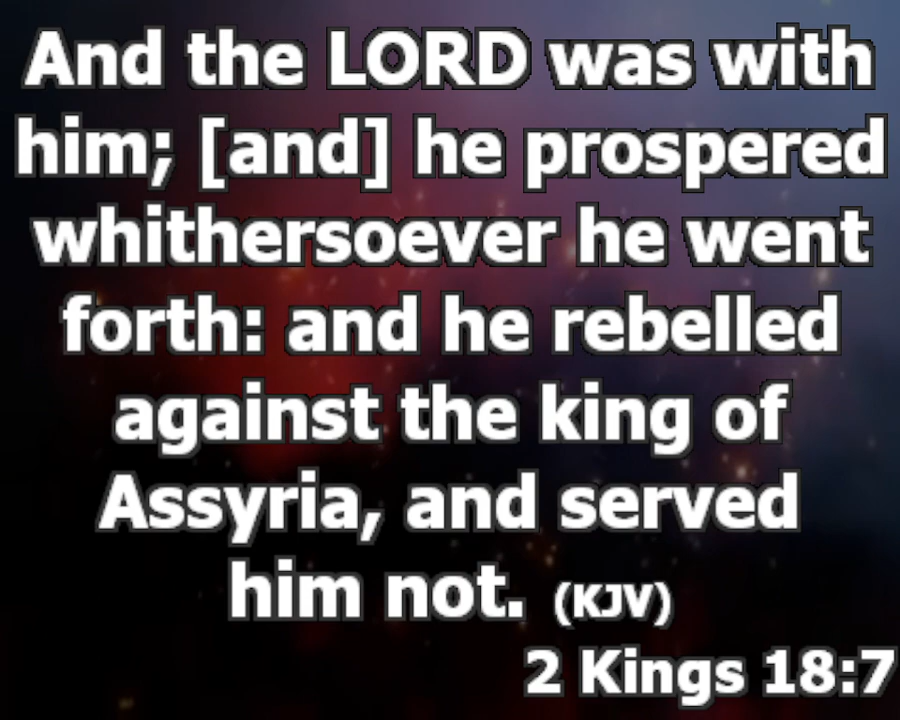 And the LORD was with
him; [and] he prospered
whithersoever he went
forth: and he rebelled
against the king of
Assyria, and served
him not. (KJV)
2 Kings 18:7